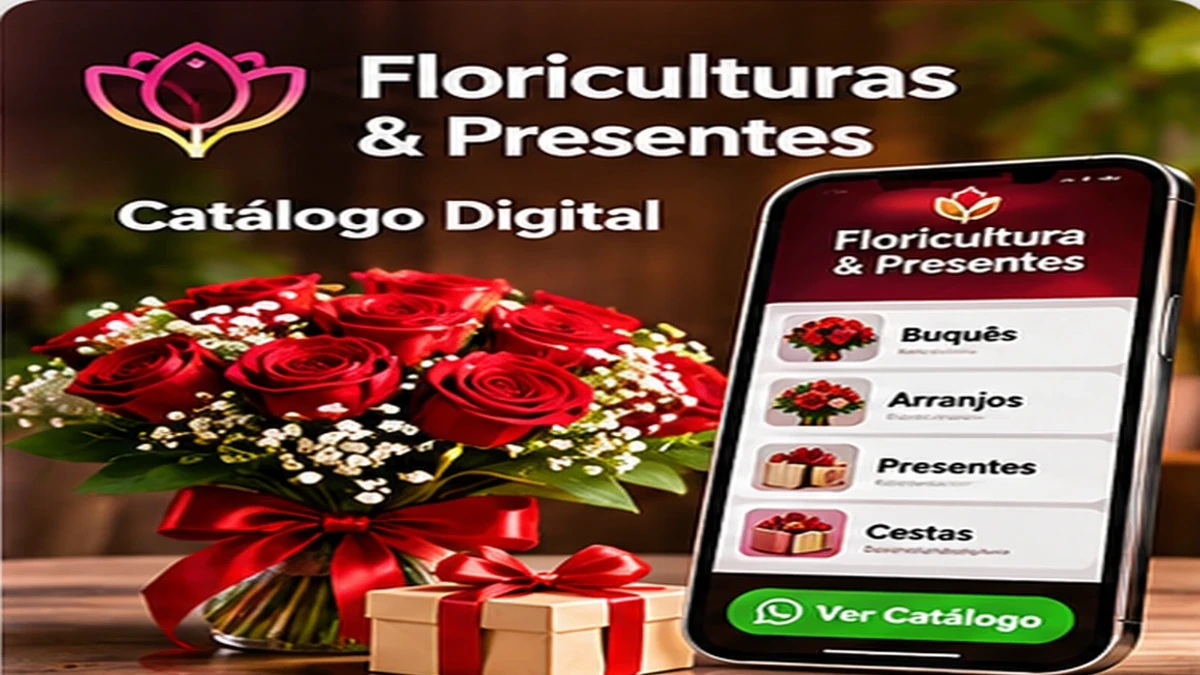 Floriculturas
& Presentes
Catálogo Digital
Floricultura
& Presentes
Buquês
Arranjos
Presentes
Cestas
Ver Catálogo